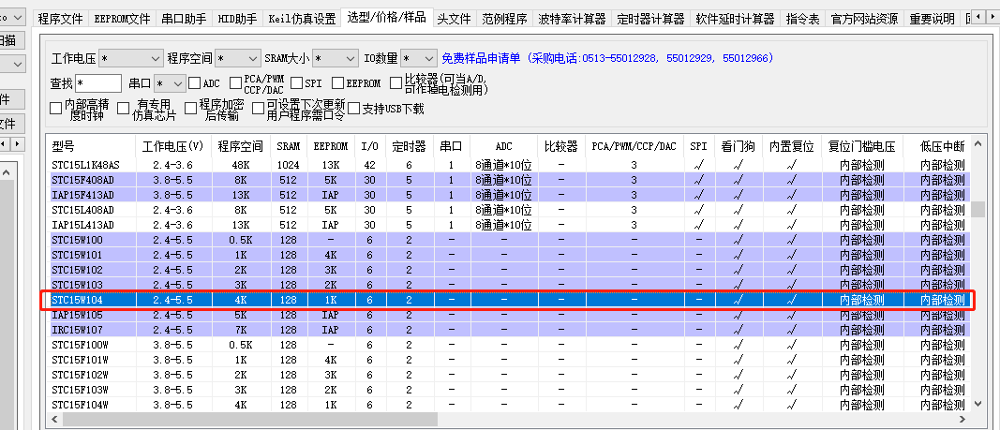 程序文件 EEPROM文件 串口助手 HID助手 Keil仿真设置 选型/价格/样品 头文件 范例程序 波特率计算器 定时器计算器 软件延时计算器 指令表 官方网站资源 重要说明
扫描
工作电压 * 程序空间 * SRAM大小 * IO数量 * 免费样品申请单 (采购电话:0513-55012928, 55012929, 55012966)
查找 * 串口 * ADC PCA/PWM CCP/DAC SPI EEPROM 比较器(可当A/D, 可作掉电检测用)
内部高精度时钟 有专用仿真芯片 程序加密后传输 可设置下次更新用户程序需口令 支持USB下载
件
文件
型号 工作电压(V) 程序空间 SRAM EEPROM I/O 定时器 串口 ADC 比较器 PCA/PWM/CCP/DAC SPI 看门狗 内置复位 复位门槛电压 低压中断
STC15L1K48AS 2.4-3.6 48K 1024 13K 42 6 1 8通道*10位 - 3 √ √ √ 内部检测 内部检测
STC15F408AD 3.8-5.5 8K 512 5K 30 5 1 8通道*10位 - 3 √ √ √ 内部检测 内部检测
IAP15F413AD 3.8-5.5 13K 512 IAP 30 5 1 8通道*10位 - 3 √ √ √ 内部检测 内部检测
STC15L408AD 2.4-3.6 8K 512 5K 30 5 1 8通道*10位 - 3 √ √ √ 内部检测 内部检测
IAP15L413AD 2.4-3.6 13K 512 IAP 30 5 1 8通道*10位 - 3 √ √ √ 内部检测 内部检测
STC15W100 2.4-5.5 0.5K 128 - 6 2 - - - - - √ √ 内部检测 内部检测
STC15W101 2.4-5.5 1K 128 4K 6 2 - - - - - √ √ 内部检测 内部检测
STC15W102 2.4-5.5 2K 128 3K 6 2 - - - - - √ √ 内部检测 内部检测
STC15W103 2.4-5.5 3K 128 2K 6 2 - - - - - √ √ 内部检测 内部检测
STC15W104 2.4-5.5 4K 128 1K 6 2 - - - - - √ √ 内部检测 内部检测
IAP15W105 2.4-5.5 5K 128 IAP 6 2 - - - - - √ √ 内部检测 内部检测
IRC15W107 2.4-5.5 7K 128 IAP 6 2 - - - - - √ √ 内部检测 内部检测
STC15F100W 3.8-5.5 0.5K 128 - 6 2 - - - - - √ √ 内部检测 内部检测
STC15F101W 3.8-5.5 1K 128 4K 6 2 - - - - - √ √ 内部检测 内部检测
STC15F102W 3.8-5.5 2K 128 3K 6 2 - - - - - √ √ 内部检测 内部检测
STC15F103W 3.8-5.5 3K 128 2K 6 2 - - - - - √ √ 内部检测 内部检测
STC15F104W 3.8-5.5 4K 128 1K 6 2 - - - - - √ √ 内部检测 内部检测